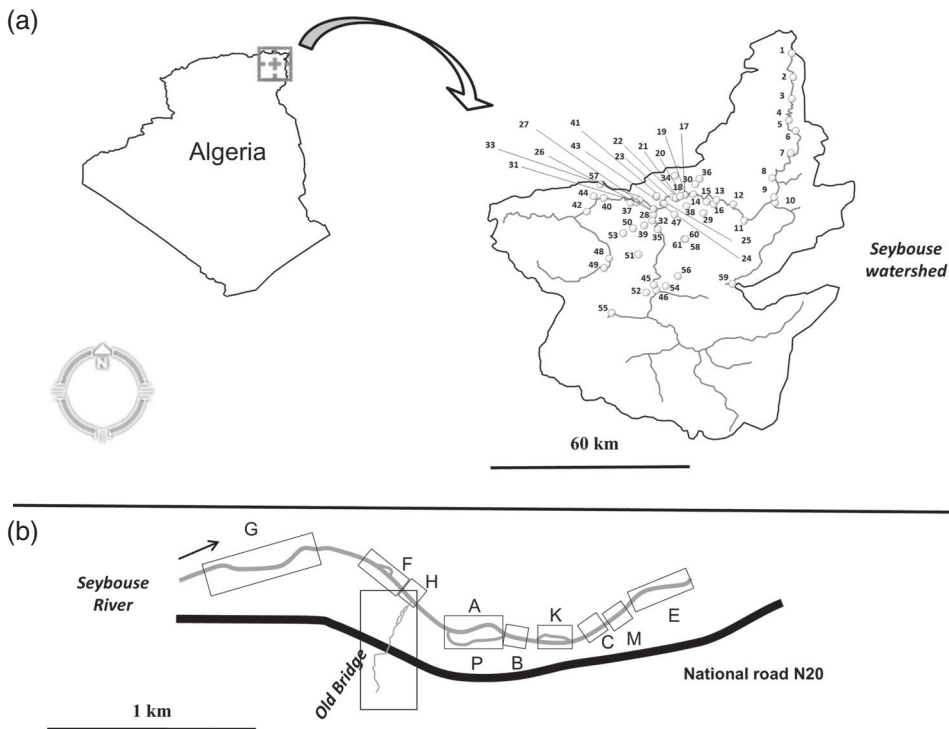 (a)
Algeria
N
1
2
3
4
5
6
7
8
9
10
11
12
13
15
16
14
36
30
34
18
17
19
20
21
22
23
41
43
27
26
33
31
57
44
40
42
37
28
32
35
39
50
53
51
48
49
47
38
29
25
24
60
61
58
59
56
54
45
46
52
55
Seybouse
watershed
60 km
(b)
G
F
H
A
K
E
Seybouse
River
P
B
C
M
Old Bridge
National road N20
1 km